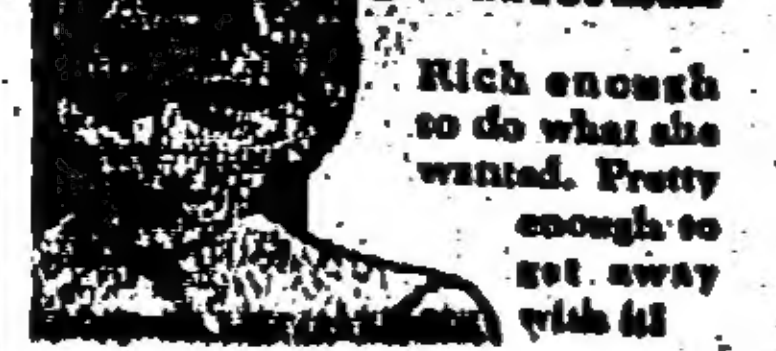 Rich enough
to do what she
wanted. Pretty
enough to
get away
with it!